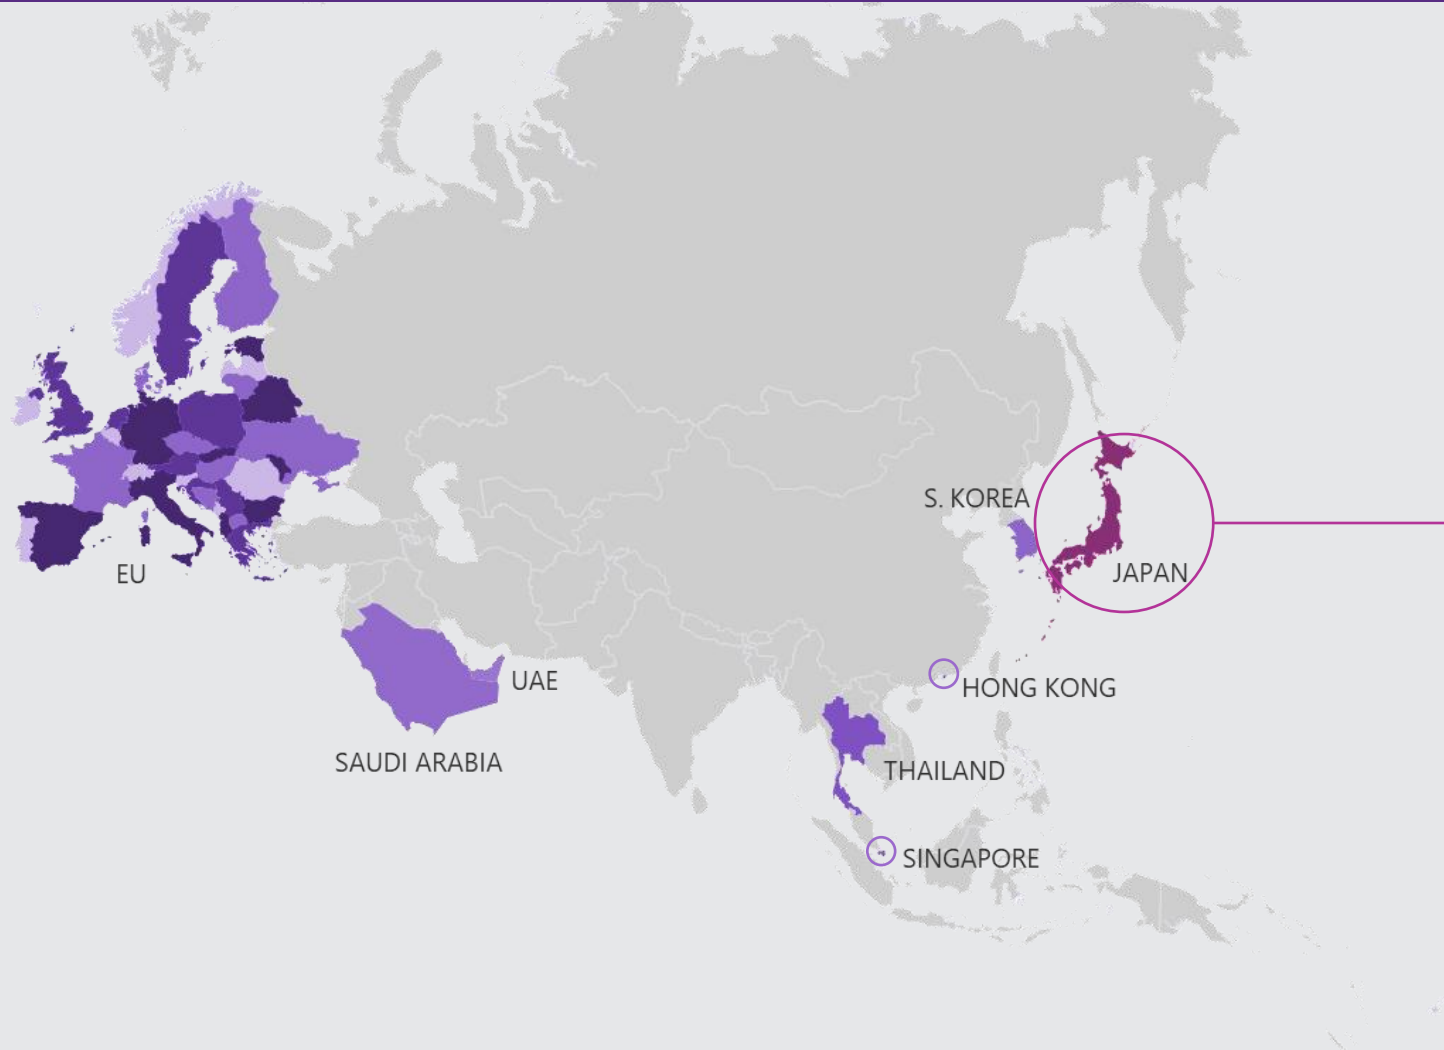 S. KOREA
JAPAN
EU
UAE
HONG KONG
SAUDI ARABIA
THAILAND
SINGAPORE